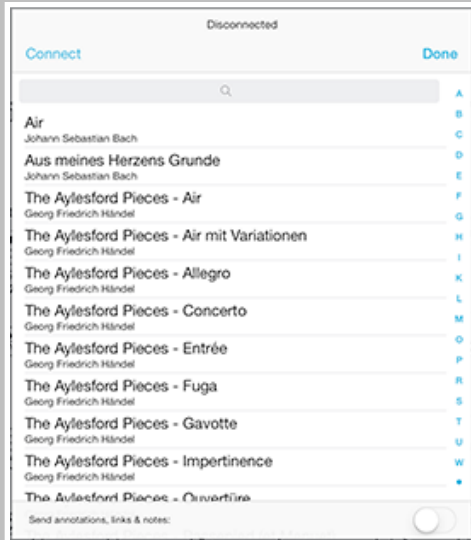 Disconnected
Connect
Done
Air
Johann Sebastian Bach
Aus meines Herzens Grunde
Johann Sebastian Bach
The Aylesford Pieces - Air
Georg Friedrich Händel
The Aylesford Pieces - Air mit Variationen
Georg Friedrich Händel
The Aylesford Pieces - Allegro
Georg Friedrich Händel
The Aylesford Pieces - Concerto
Georg Friedrich Händel
The Aylesford Pieces - Entrée
Georg Friedrich Händel
The Aylesford Pieces - Fuga
Georg Friedrich Händel
The Aylesford Pieces - Gavotte
Georg Friedrich Händel
The Aylesford Pieces - Impertinence
Georg Friedrich Händel
The Aylesford Pieces - Ouvertüre
Send annotations, links & notes:
A
B
C
D
E
F
G
H
I
K
L
M
O
P
R
S
T
U
W